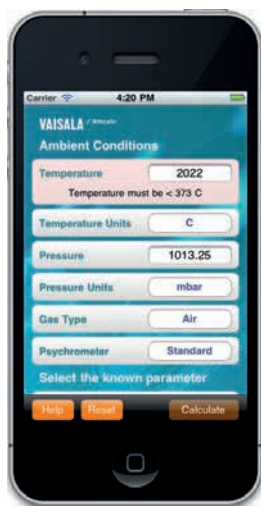 Carrier 4:20 PM
VAISALA / Humicalc
Ambient Conditions
Temperature 2022
Temperature must be < 373 C
Temperature Units C
Pressure 1013.25
Pressure Units mbar
Gas Type Air
Psychrometer Standard
Select the known parameter
Help Reset Calculate